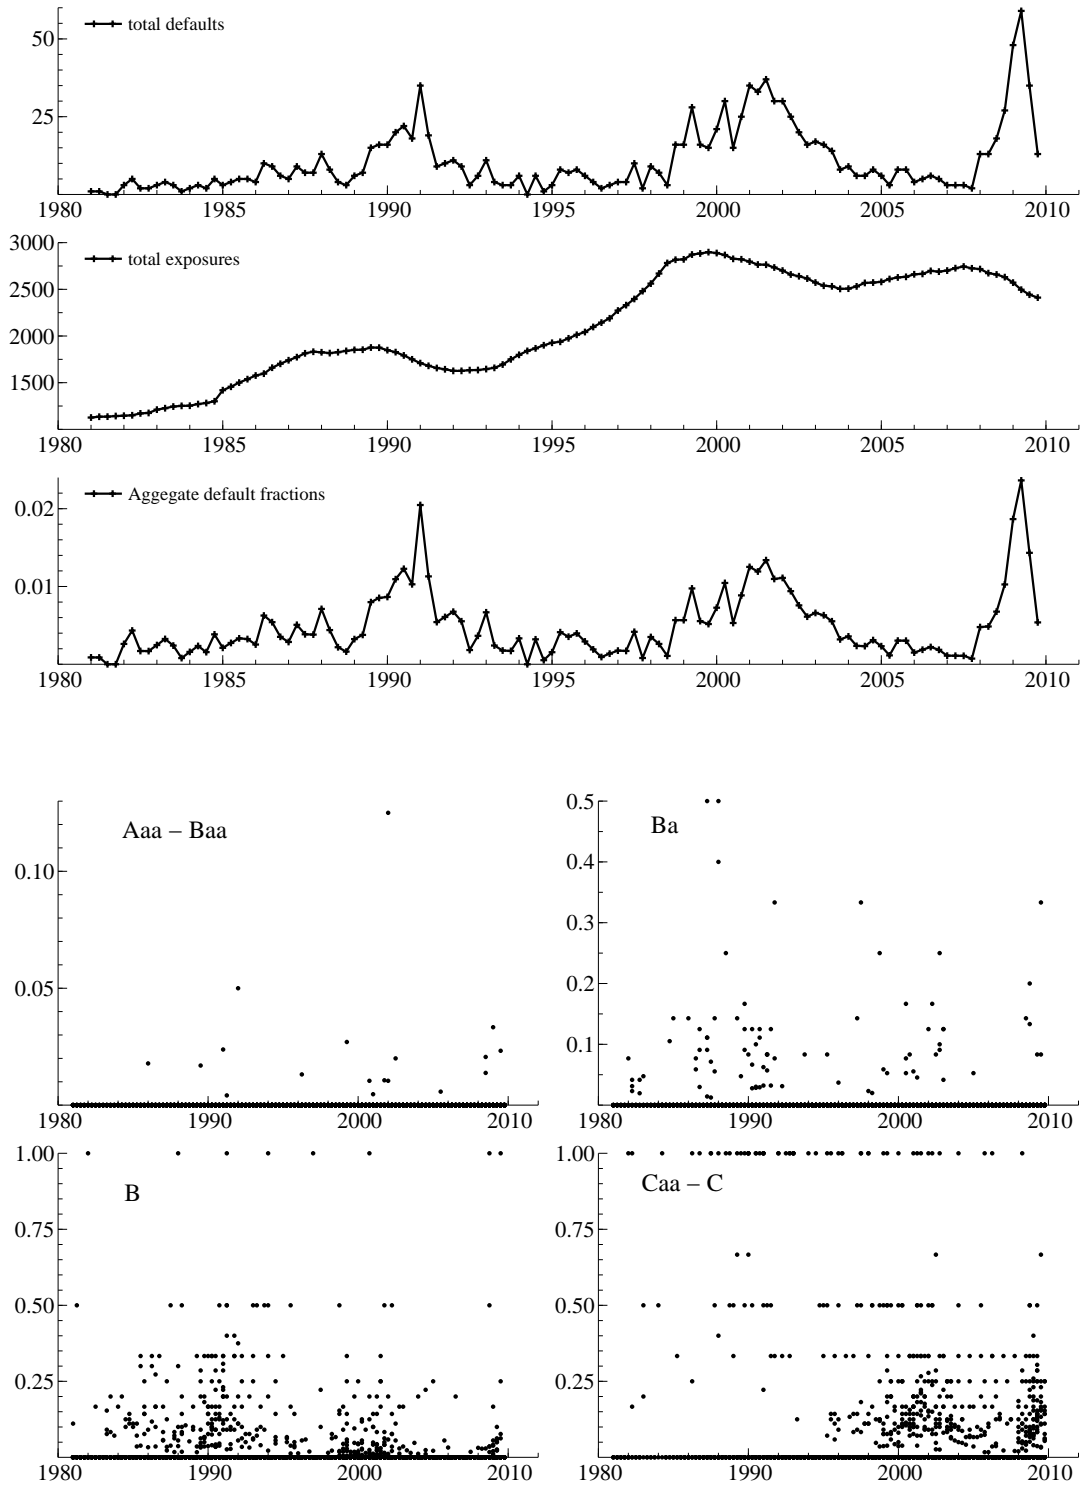 total defaults
50
25
1980 1985 1990 1995 2000 2005 2010
total exposures
3000
2500
2000
1500
1980 1985 1990 1995 2000 2005 2010
Aggegate default fractions
0.02
0.01
1980 1985 1990 1995 2000 2005 2010
Aaa – Baa
0.10
0.05
1980 1990 2000 2010
Ba
0.5
0.4
0.3
0.2
0.1
1980 1990 2000 2010
B
1.00
0.75
0.50
0.25
1980 1990 2000 2010
Caa – C
1.00
0.75
0.50
0.25
1980 1990 2000 2010